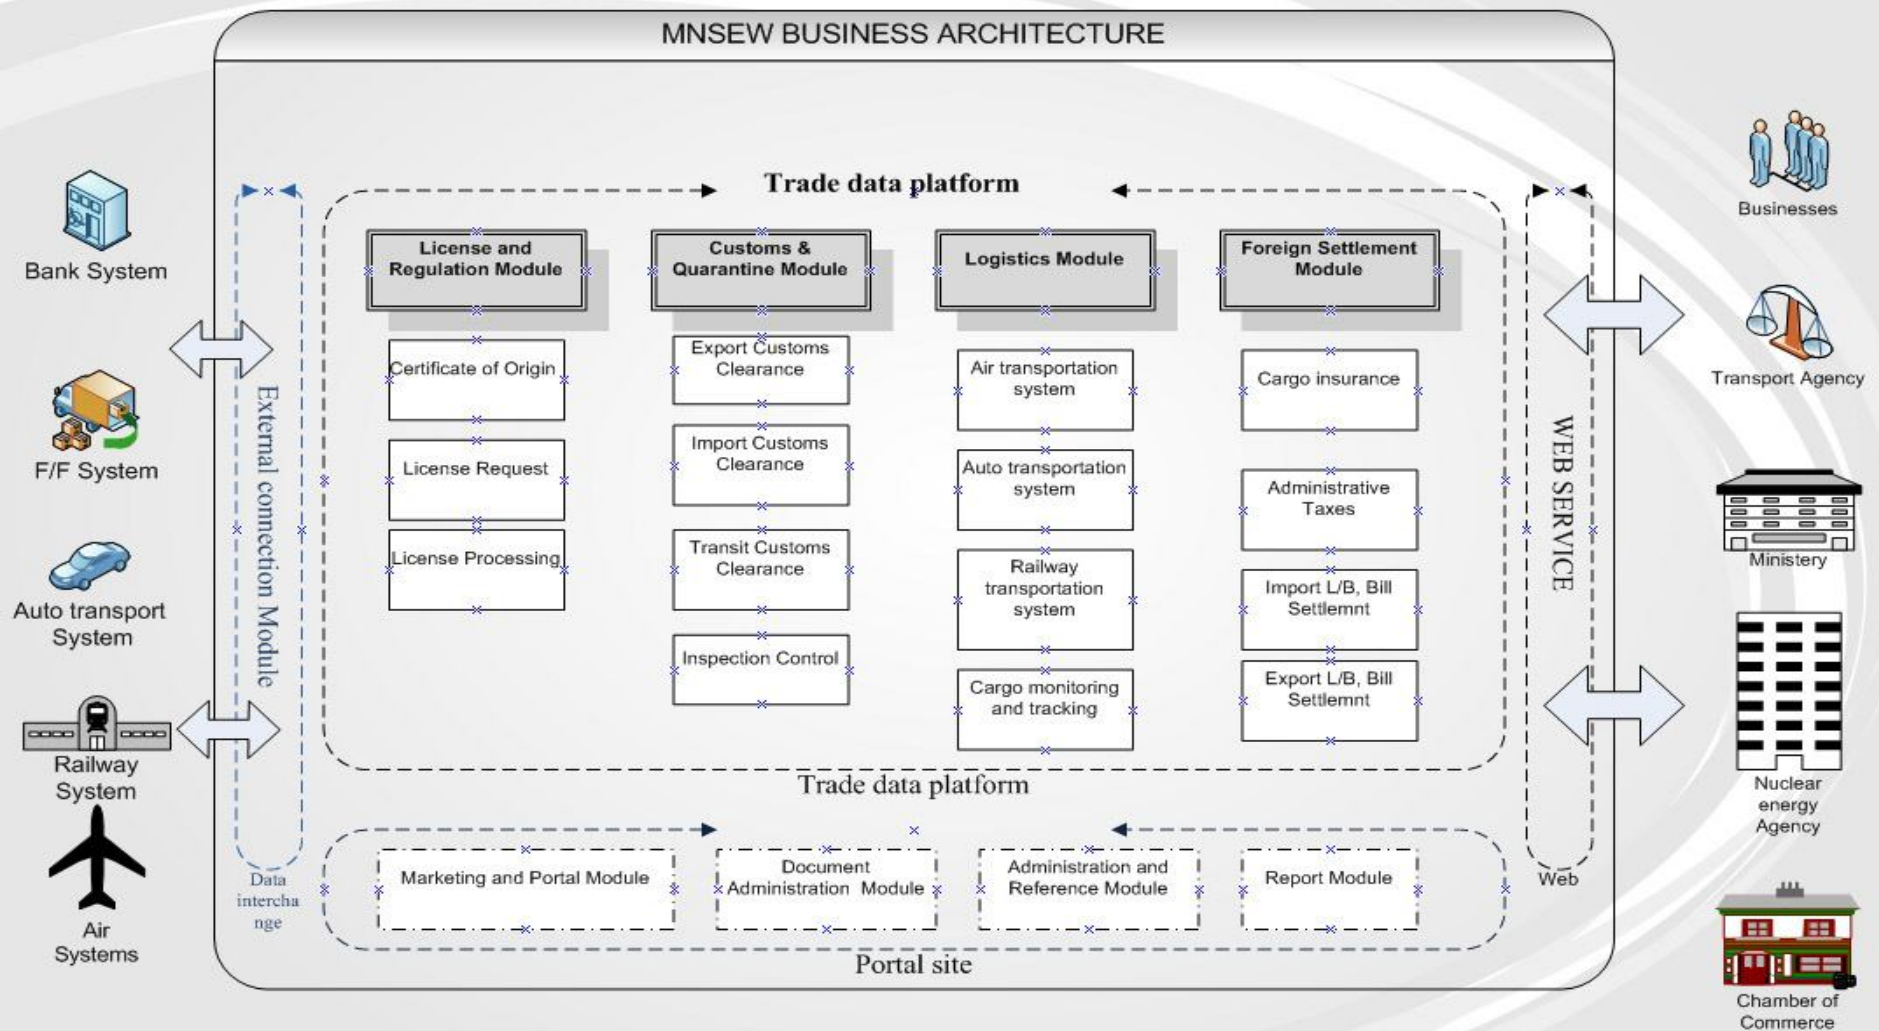 MNSEW BUSINESS ARCHITECTURE
Bank System
F/F System
Auto transport
System
Railway
System
Air
Systems
External connection Module
Data
intercha
nge
Trade data platform
License and
Regulation Module
Certificate of Origin
License Request
License Processing
Customs &
Quarantine Module
Export Customs
Clearance
Import Customs
Clearance
Transit Customs
Clearance
Inspection Control
Logistics Module
Air transportation
system
Auto transportation
system
Railway
transportation
system
Cargo monitoring
and tracking
Foreign Settlement
Module
Cargo insurance
Administrative
Taxes
Import L/B, Bill
Settlemnt
Export L/B, Bill
Settlemnt
Trade data platform
Marketing and Portal Module
Document
Administration Module
Administration and
Reference Module
Report Module
Portal site
WEB SERVICE
Web
Businesses
Transport Agency
Ministery
Nuclear
energy
Agency
Chamber of
Commerce